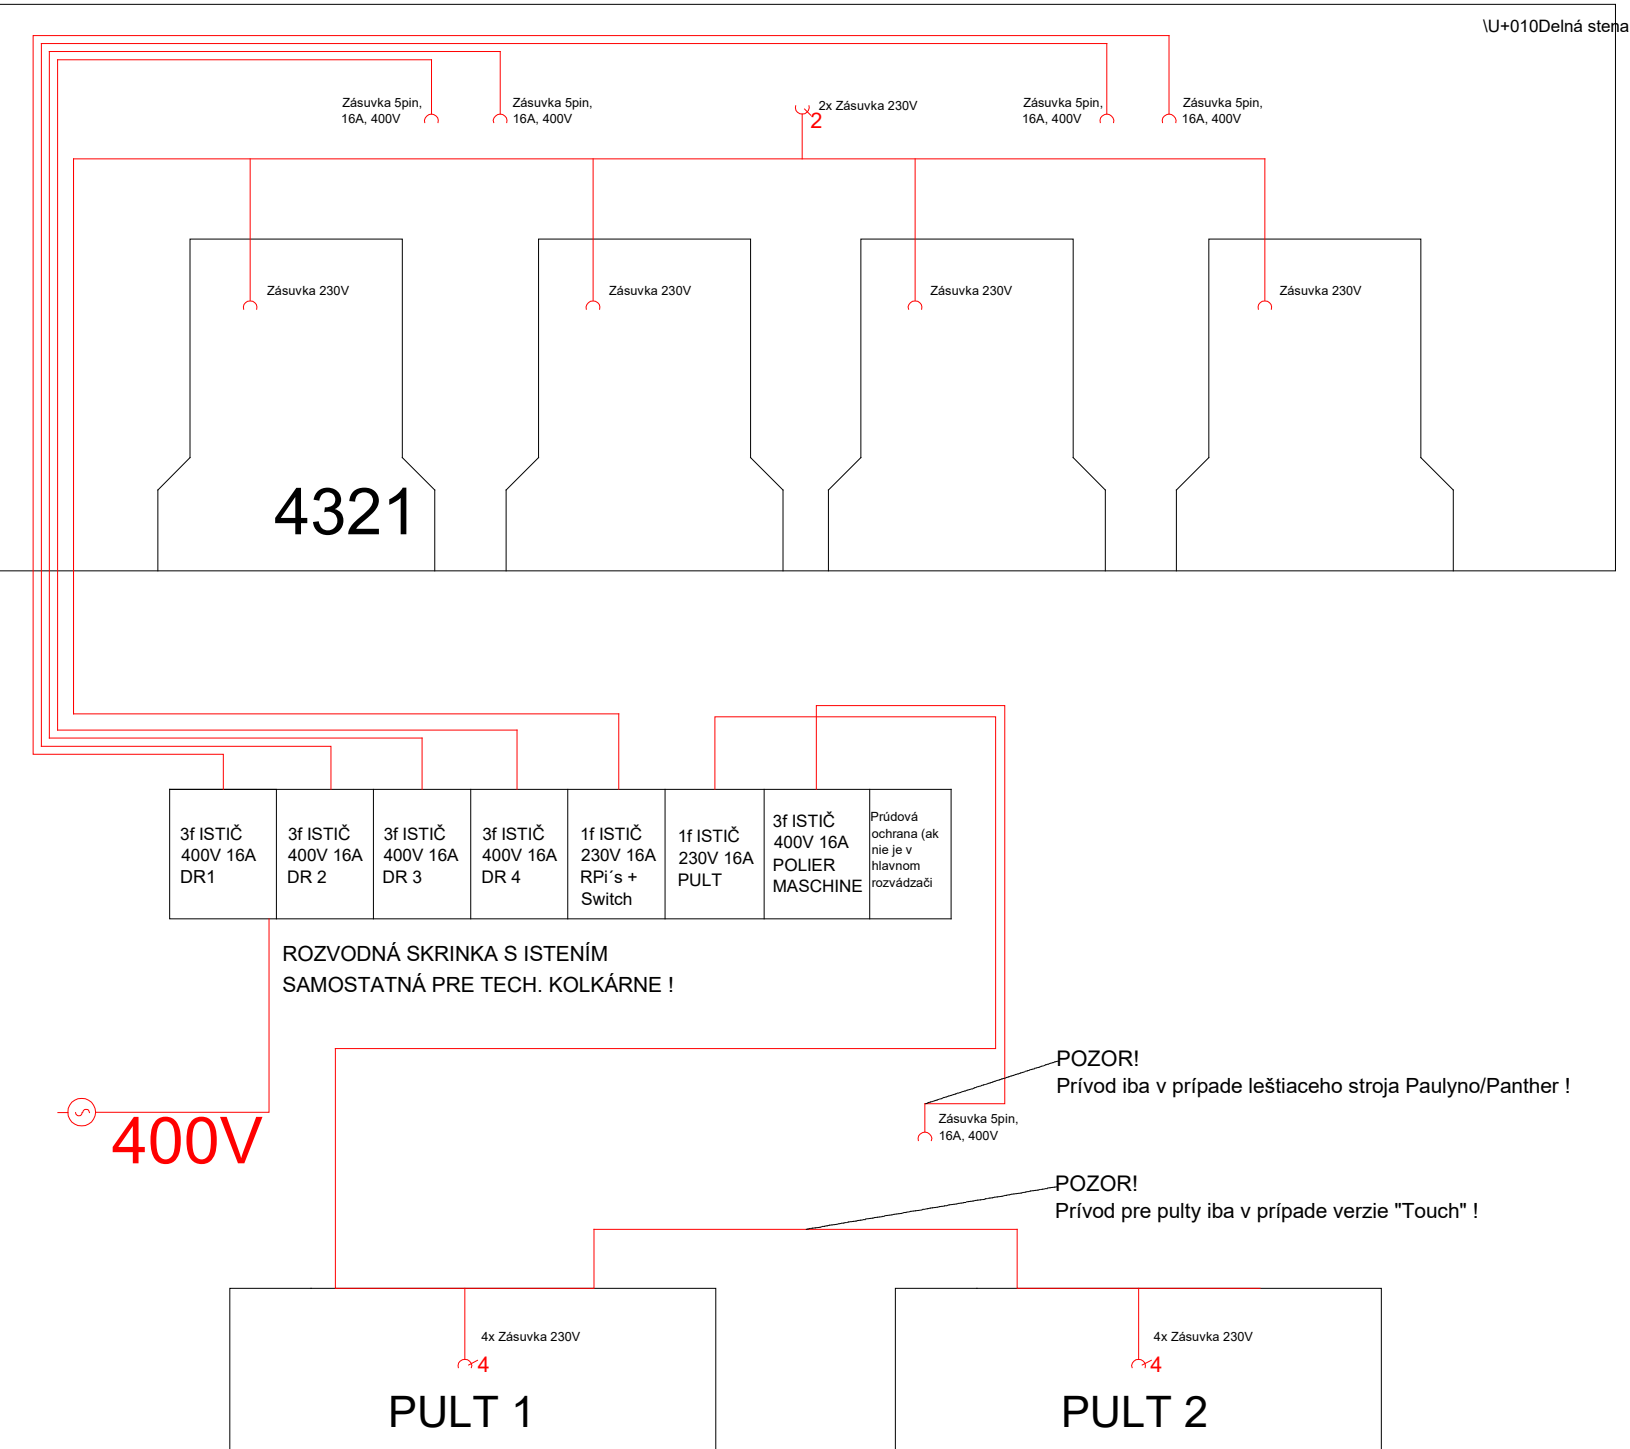 \U+010Delná stena
Zásuvka 5pin,
16A, 400V
Zásuvka 5pin,
16A, 400V
2x Zásuvka 230V
2
Zásuvka 5pin,
16A, 400V
Zásuvka 5pin,
16A, 400V
Zásuvka 230V
Zásuvka 230V
Zásuvka 230V
Zásuvka 230V
4321
3f ISTIČ
400V 16A
DR1
3f ISTIČ
400V 16A
DR 2
3f ISTIČ
400V 16A
DR 3
3f ISTIČ
400V 16A
DR 4
1f ISTIČ
230V 16A
RPi´s +
Switch
1f ISTIČ
230V 16A
PULT
3f ISTIČ
400V 16A
POLIER
MASCHINE
Prúdová
ochrana (ak
nie je v
hlavnom
rozvádzači
ROZVODNÁ SKRINKA S ISTENÍM
SAMOSTATNÁ PRE TECH. KOLKÁRNE !
400V
POZOR!
Prívod iba v prípade leštiaceho stroja Paulyno/Panther !
Zásuvka 5pin,
16A, 400V
POZOR!
Prívod pre pulty iba v prípade verzie "Touch" !
4x Zásuvka 230V
4
PULT 1
4x Zásuvka 230V
4
PULT 2